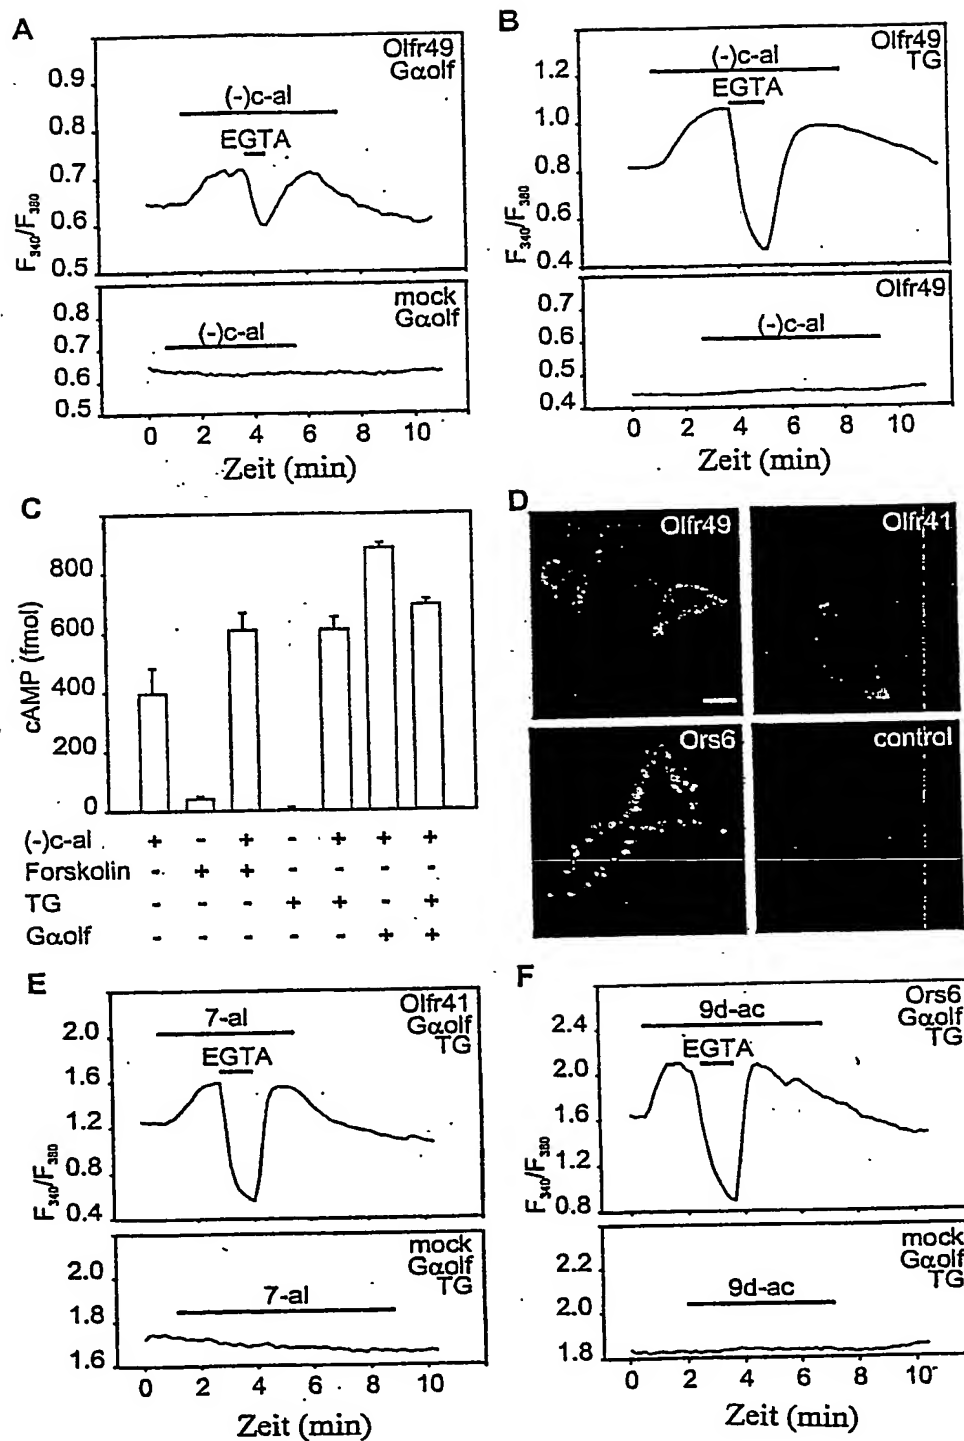 A
Olfr49
Gαolf
(-)c-al
EGTA
0.9
0.8
0.7
0.6
0.5
F340/F380
mock
Gαolf
(-)c-al
0.8
0.7
0.6
0.5
0 2 4 6 8 10
Zeit (min)
B
Olfr49
TG
(-)c-al
EGTA
1.2
1.0
0.8
0.6
0.4
F340/F380
Olfr49
(-)c-al
0.8
0.7
0.6
0.5
0.4
0 2 4 6 8 10
Zeit (min)
C
800
600
400
200
0
cAMP (fmol)
(-)c-al + - + - + + +
Forskolin - + + - - - -
TG - - - + + - +
Gαolf - - - - - + +
D
Olfr49
Olfr41
Ors6
control
E
Olfr41
Gαolf
TG
7-al
EGTA
2.0
1.6
1.2
0.8
0.4
F340/F380
mock
Gαolf
TG
7-al
2.0
1.8
1.6
0 2 4 6 8 10
Zeit (min)
F
Ors6
Gαolf
TG
9d-ac
EGTA
2.4
2.0
1.6
1.2
0.8
F340/F380
mock
Gαolf
TG
9d-ac
2.2
2.0
1.8
0 2 4 6 8 10
Zeit (min)